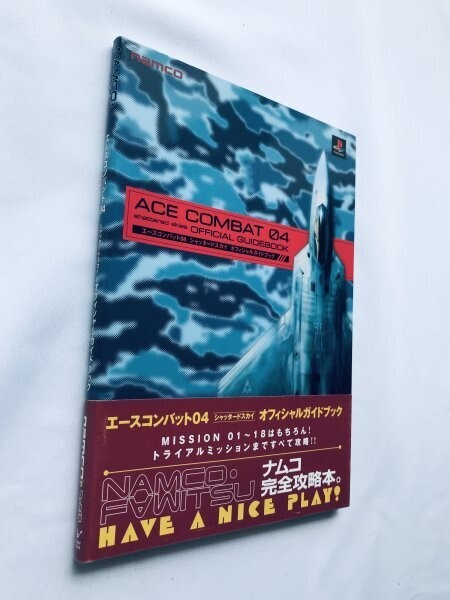 namco
ACE COMBAT 04
shattered skies OFFICIAL GUIDEBOOK
エースコンバット04 シャッタードスカイ オフィシャルガイドブック
エースコンバット04 シャッタードスカイ オフィシャルガイドブック
MISSION 01〜18はもちろん!
トライアルミッションまですべて攻略!!
NAMCO・
FAMITSU
ナムコ
完全攻略本。
HAVE A NICE PLAY!
NAMCO
namco